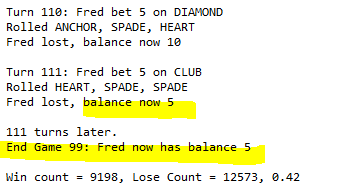 Turn 110: Fred bet 5 on DIAMOND
Rolled ANCHOR, SPADE, HEART
Fred lost, balance now 10
Turn 111: Fred bet 5 on CLUB
Rolled HEART, SPADE, SPADE
Fred lost, balance now 5
111 turns later.
End Game 99: Fred now has balance 5
Win count = 9198, Lose Count = 12573, 0.42